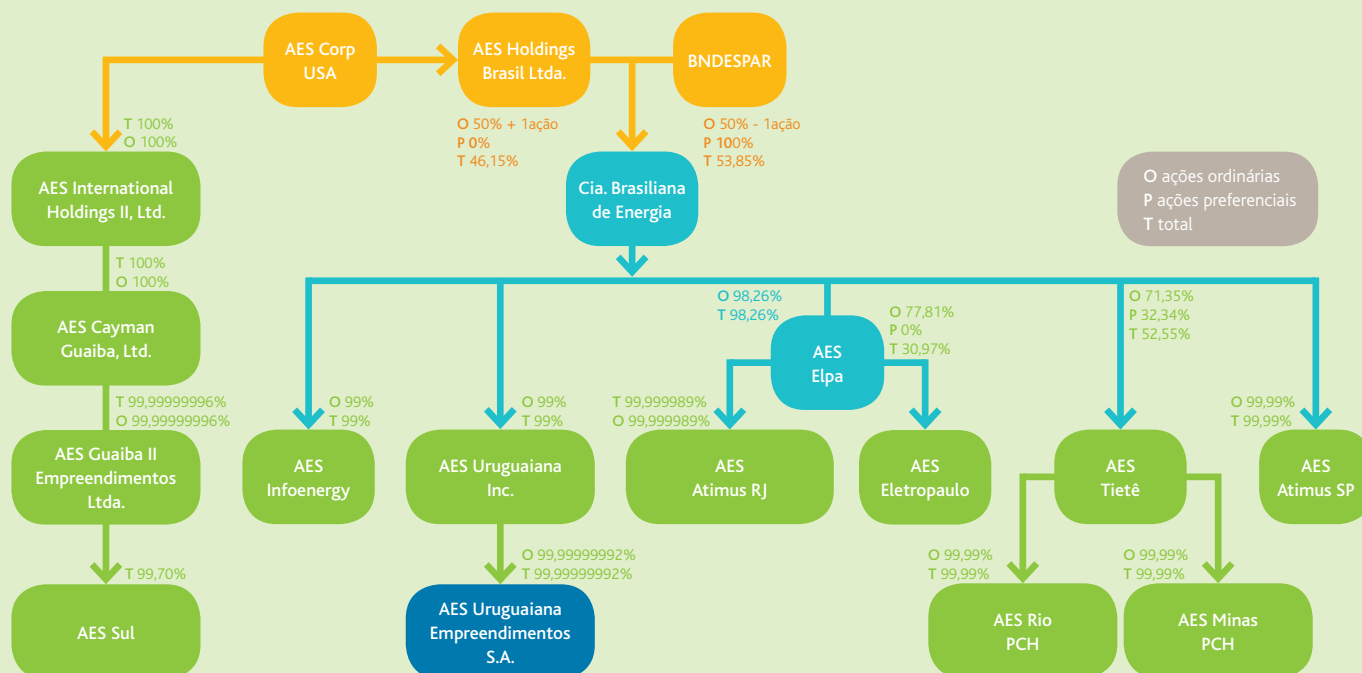 AES Corp
USA
AES Holdings
Brasil Ltda.
BNDESPAR
T 100%
O 100%
O 50% + 1ação
P 0%
T 46,15%
O 50% - 1ação
P 100%
T 53,85%
AES International
Holdings II, Ltd.
Cia. Brasiliana
de Energia
O ações ordinárias
P ações preferenciais
T total
T 100%
O 100%
AES Cayman
Guaiba, Ltd.
O 98,26%
T 98,26%
AES
Elpa
O 77,81%
P 0%
T 30,97%
O 71,35%
P 32,34%
T 52,55%
T 99,99999996%
O 99,99999996%
O 99%
T 99%
O 99%
T 99%
T 99,999989%
O 99,999989%
O 99,99%
T 99,99%
AES Guaiba II
Empreendimentos
Ltda.
AES
Infoenergy
AES Uruguaiana
Inc.
AES
Atimus RJ
AES
Eletropaulo
AES
Tietê
AES
Atimus SP
T 99,70%
O 99,99999992%
T 99,99999992%
O 99,99%
T 99,99%
O 99,99%
T 99,99%
AES Sul
AES Uruguaiana
Empreendimentos
S.A.
AES Rio
PCH
AES Minas
PCH